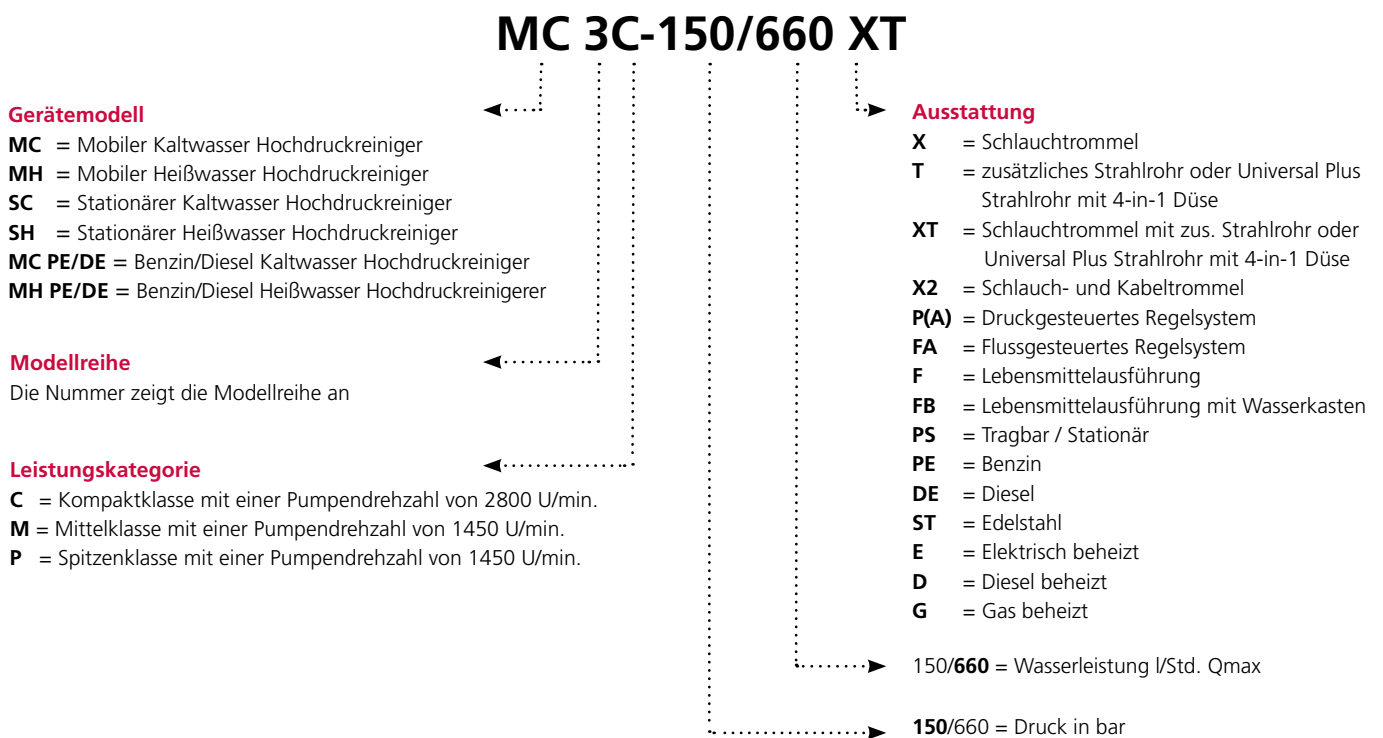 MC 3C-150/660 XT
Gerätemodell
MC = Mobiler Kaltwasser Hochdruckreiniger
MH = Mobiler Heißwasser Hochdruckreiniger
SC = Stationärer Kaltwasser Hochdruckreiniger
SH = Stationärer Heißwasser Hochdruckreiniger
MC PE/DE = Benzin/Diesel Kaltwasser Hochdruckreiniger
MH PE/DE = Benzin/Diesel Heißwasser Hochdruckreinigerer
Modellreihe
Die Nummer zeigt die Modellreihe an
Leistungskategorie
C = Kompaktklasse mit einer Pumpendrehzahl von 2800 U/min.
M = Mittelklasse mit einer Pumpendrehzahl von 1450 U/min.
P = Spitzenklasse mit einer Pumpendrehzahl von 1450 U/min.
Ausstattung
X = Schlauchtrommel
T = zusätzliches Strahlrohr oder Universal Plus
Strahlrohr mit 4-in-1 Düse
XT = Schlauchtrommel mit zus. Strahlrohr oder
Universal Plus Strahlrohr mit 4-in-1 Düse
X2 = Schlauch- und Kabeltrommel
P(A) = Druckgesteuertes Regelsystem
FA = Flussgesteuertes Regelsystem
F = Lebensmittelausführung
FB = Lebensmittelausführung mit Wasserkasten
PS = Tragbar / Stationär
PE = Benzin
DE = Diesel
ST = Edelstahl
E = Elektrisch beheizt
D = Diesel beheizt
G = Gas beheizt
150/660 = Wasserleistung l/Std. Qmax
150/660 = Druck in bar